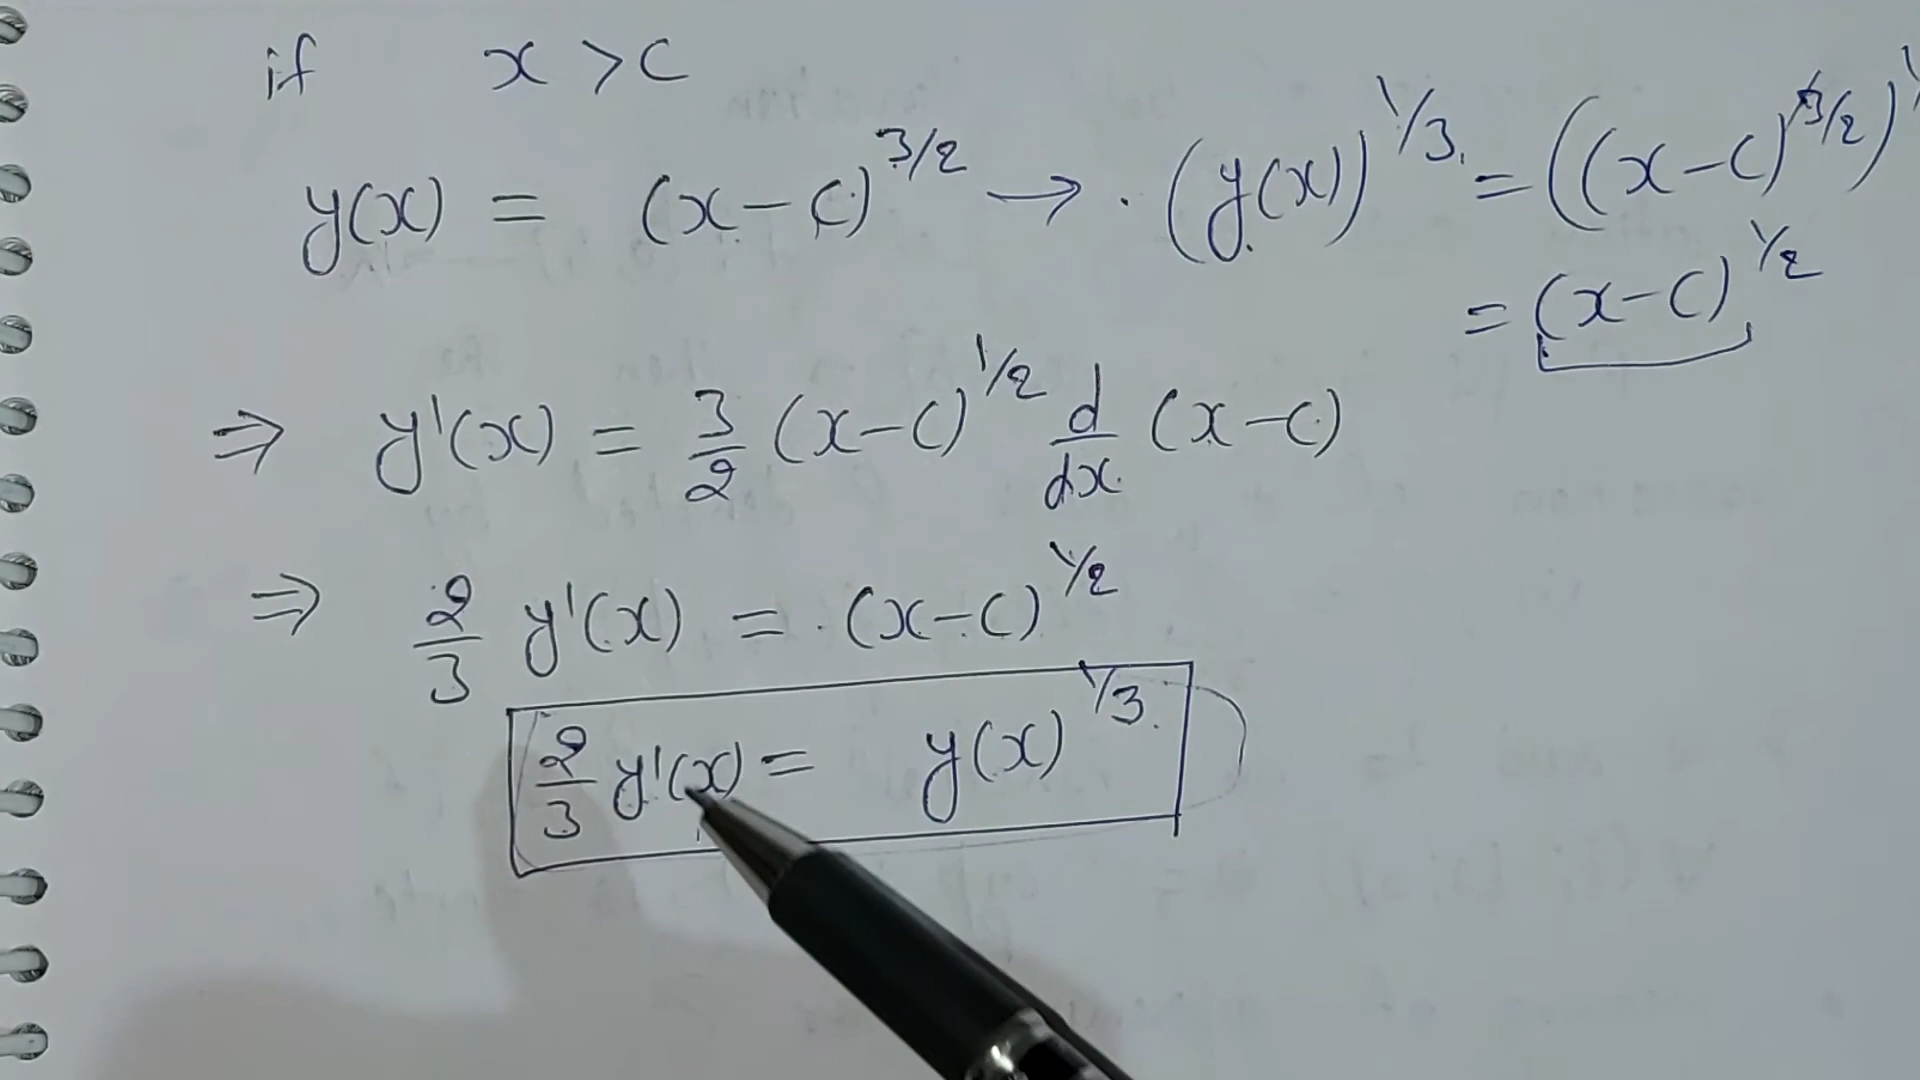 if x > c
y(x) = (x-c)^3/2 → (y(x))^1/3 = ((x-c)^3/2)^1
= (x-c)^1/2
⇒ y'(x) = 3/2 (x-c)^1/2 d/dx (x-c)
⇒ 2/3 y'(x) = (x-c)^1/2
2/3 y'(x) = y(x)^1/3